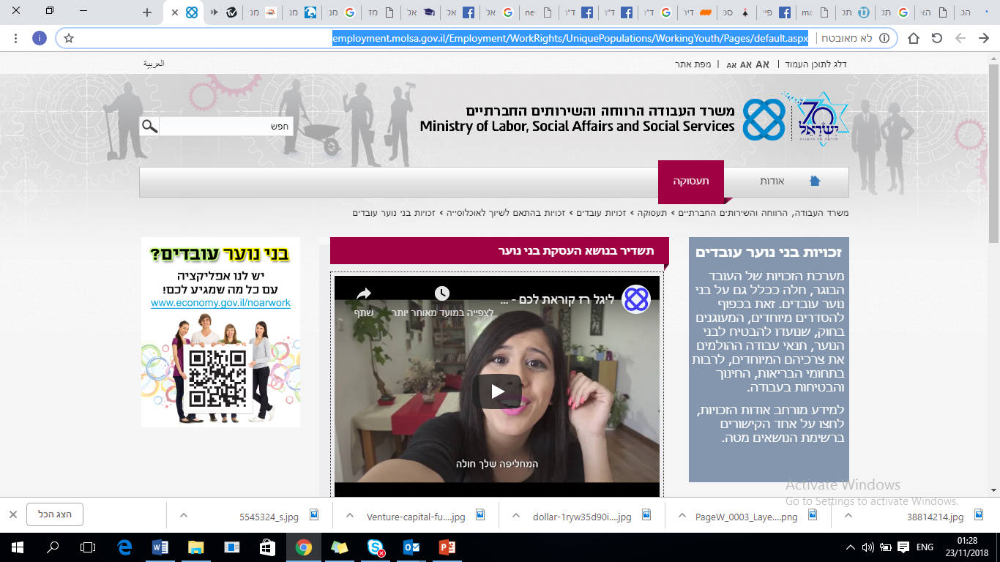 employment.molsa.gov.il/Employment/WorkRights/UniquePopulations/WorkingYouth/Pages/default.aspx
לא מאובטח
דלג לתוכן העמוד | אא אא אא | מפת אתר
العربية
משרד העבודה הרווחה והשירותים החברתיים
Ministry of Labor, Social Affairs and Social Services
70
ישראל
חפש
אודות
תעסוקה
משרד העבודה, הרווחה והשירותים החברתיים › תעסוקה › זכויות עובדים › זכויות בהתאם לשיוך לאוכלוסייה › זכויות בני נוער עובדים
זכויות בני נוער עובדים
מערכת הזכויות של העובד
הבוגר, חלה ככלל גם על בני
נוער עובדים. זאת בכפוף
להסדרים מיוחדים, המעוגנים
בחוק, שנועדו להבטיח לבני
הנוער, תנאי עבודה ההולמים
את צרכיהם המיוחדים, לרבות
בתחומי הבריאות, החינוך
והבטיחות בעבודה.
למידע מורחב אודות הזכויות,
לחצו על אחד הקישורים
ברשימת הנושאים מטה.
תשדיר בנושא העסקת בני נוער
ליגל רז קוראת לכם - ...
לצפייה במועד מאוחר יותר
שתף
המחליפה שלך חולה
בני נוער עובדים?
יש לנו אפליקציה
עם כל מה שמגיע לכם!
www.economy.gov.il/noarwork
Activate Windows
Go to Settings to activate Windows.
38814214.jpg
PageW_0003_Laye....png
dollar-1ryw35d90i....jpg
Venture-capital-fu....jpg
5545324_s.jpg
הצג הכל
ENG
01:28
23/11/2018